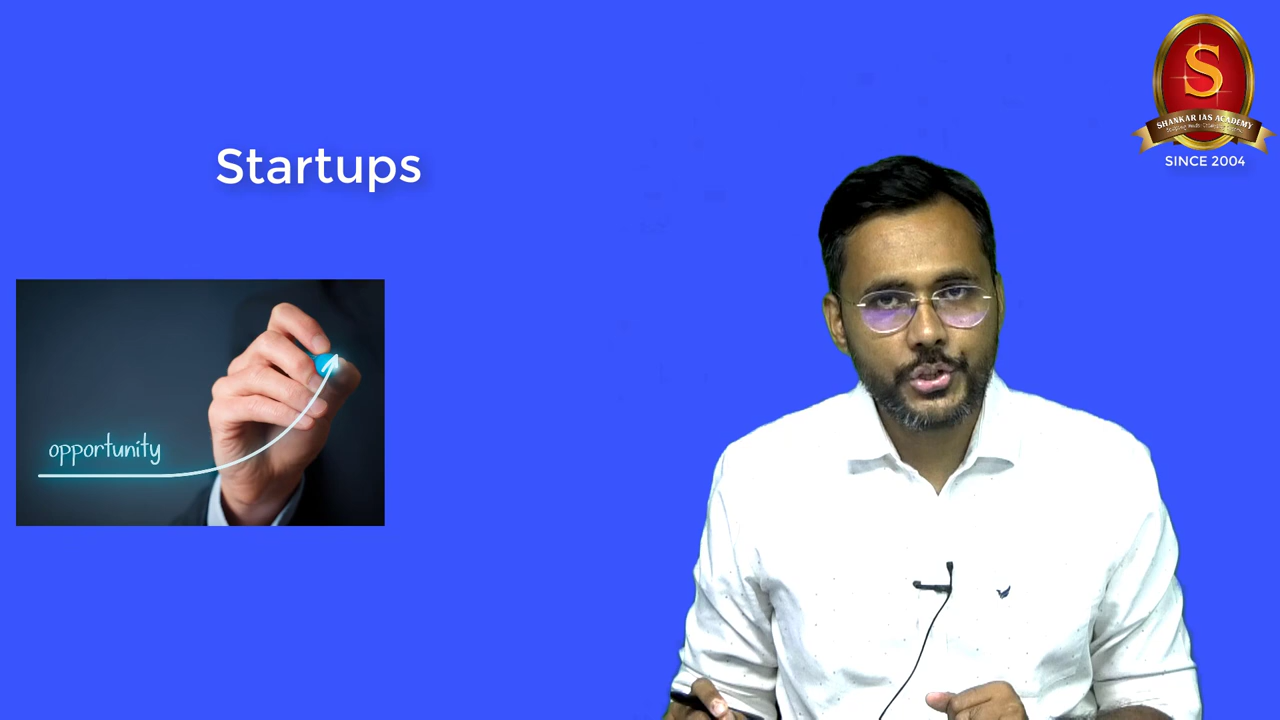 Startups
opportunity
S
SHANKAR IAS ACADEMY
SINCE 2004